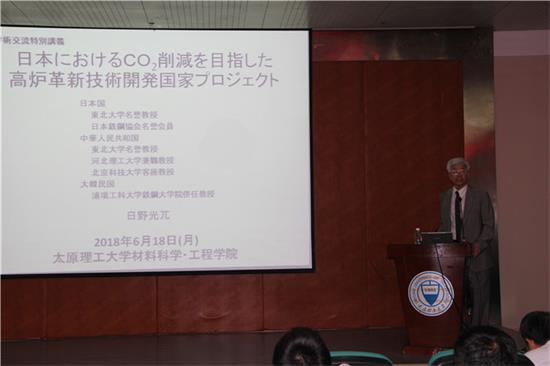 学術交流特別講義
日本におけるCO₂削減を目指した
高炉革新技術開発国家プロジェクト
日本国
東北大学名誉教授
日本鉄鋼協会名誉会員
中華人民共和国
東北大学名誉教授
河北理工大学兼職教授
北京科技大学客座教授
大韓民国
浦項工科大学鉄鋼大学院併任教授
日野光兀
2018年6月18日(月)
太原理工大学材料科学・工程学院